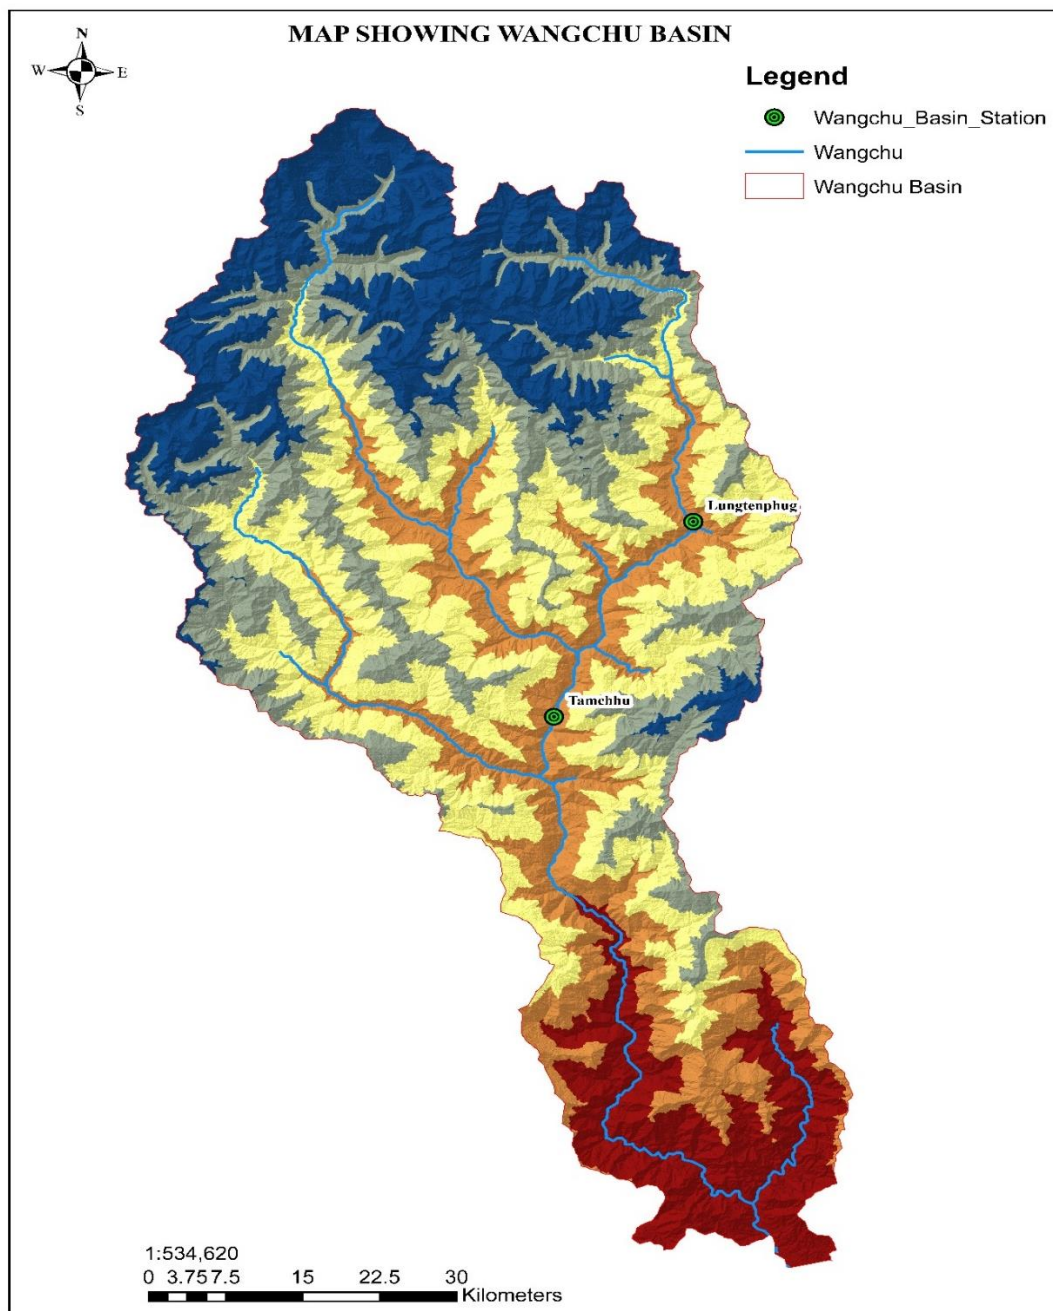 MAP SHOWING WANGCHU BASIN
N
W E
S
Legend
Wangchu_Basin_Station
Wangchu
Wangchu Basin
Lungtenphug
Tamchhu
1:534,620
0 3.75 7.5 15 22.5 30
Kilometers